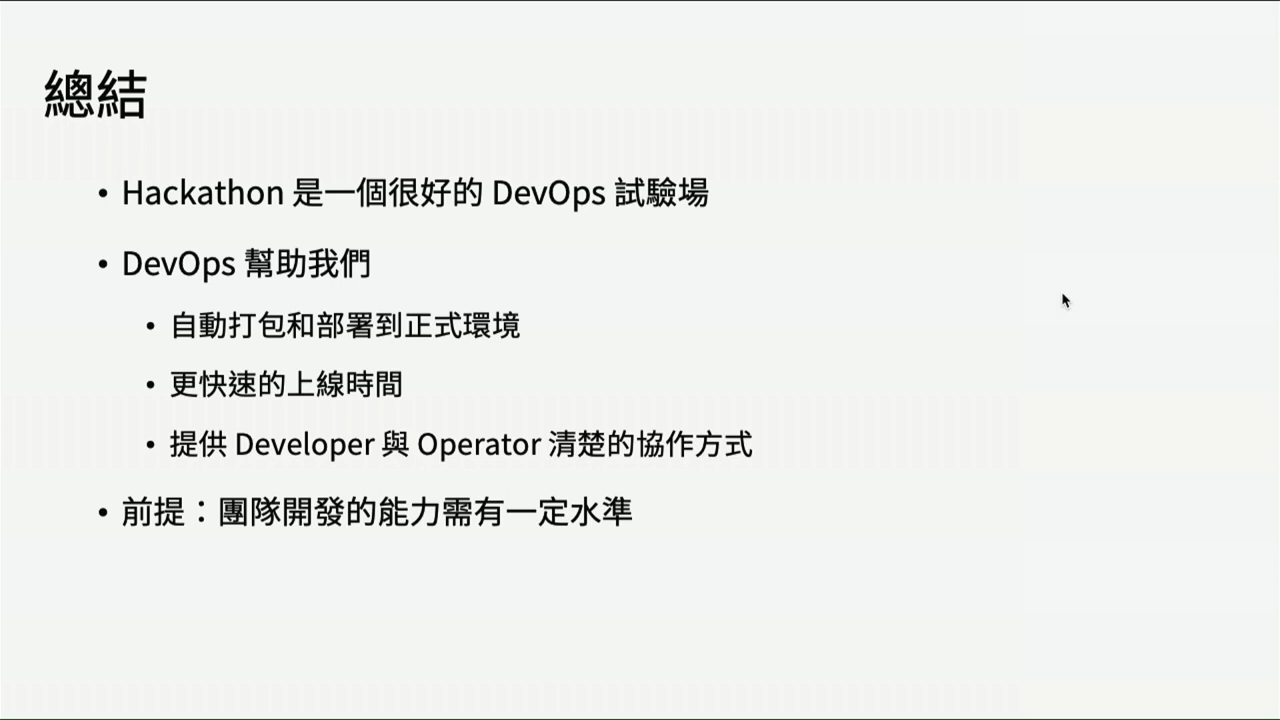 總結
• Hackathon 是一個很好的 DevOps 試驗場
• DevOps 幫助我們
• 自動打包和部署到正式環境
• 更快速的上線時間
• 提供 Developer 與 Operator 清楚的協作方式
• 前提：團隊開發的能力需有一定水準